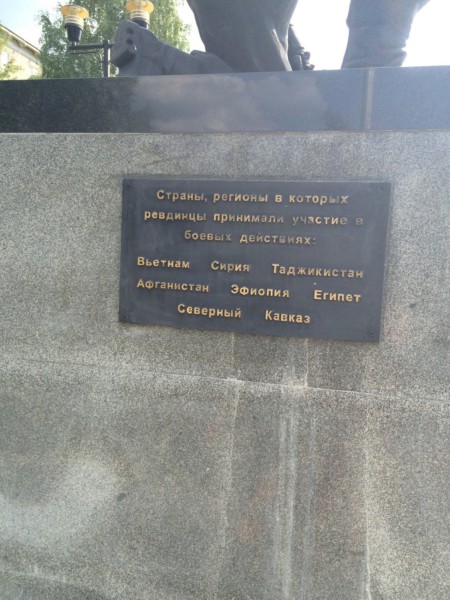 Страны, регионы в которых
ревдинцы принимали участие в
боевых действиях:
Вьетнам Сирия Таджикистан
Афганистан Эфиопия Египет
Северный Кавказ